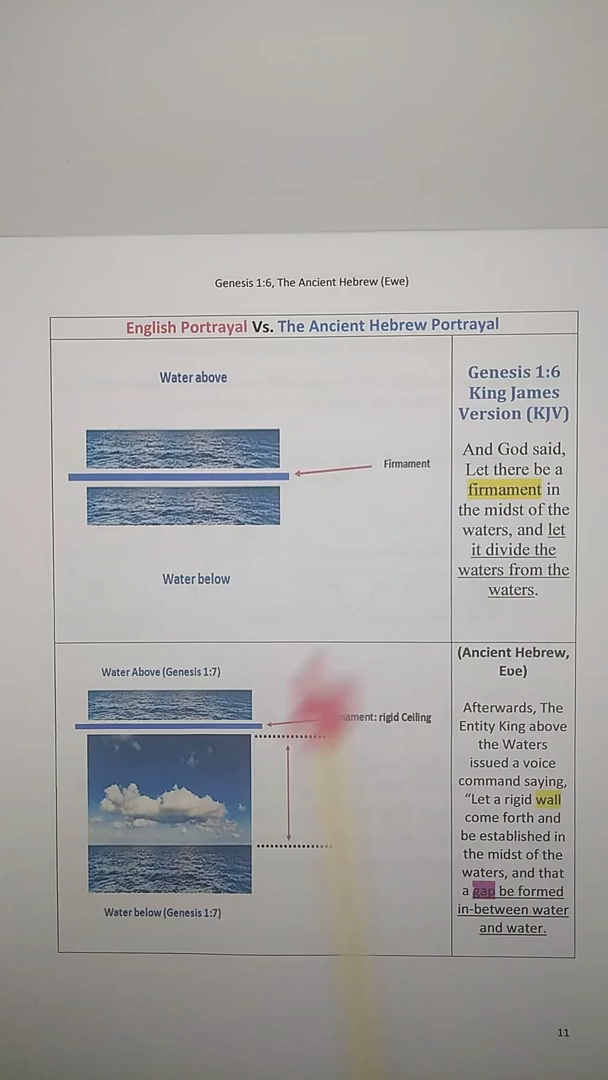 Genesis 1:6, The Ancient Hebrew (Ewe)
English Portrayal Vs. The Ancient Hebrew Portrayal
Water above
Firmament
Water below
Genesis 1:6
King James
Version (KJV)
And God said,
Let there be a
firmament in
the midst of the
waters, and let
it divide the
waters from the
waters.
Water Above (Genesis 1:7)
rigid Ceiling
Water below (Genesis 1:7)
(Ancient Hebrew,
Eʋe)
Afterwards, The
Entity King above
the Waters
issued a voice
command saying,
“Let a rigid wall
come forth and
be established in
the midst of the
waters, and that
a gap be formed
in-between water
and water.
11